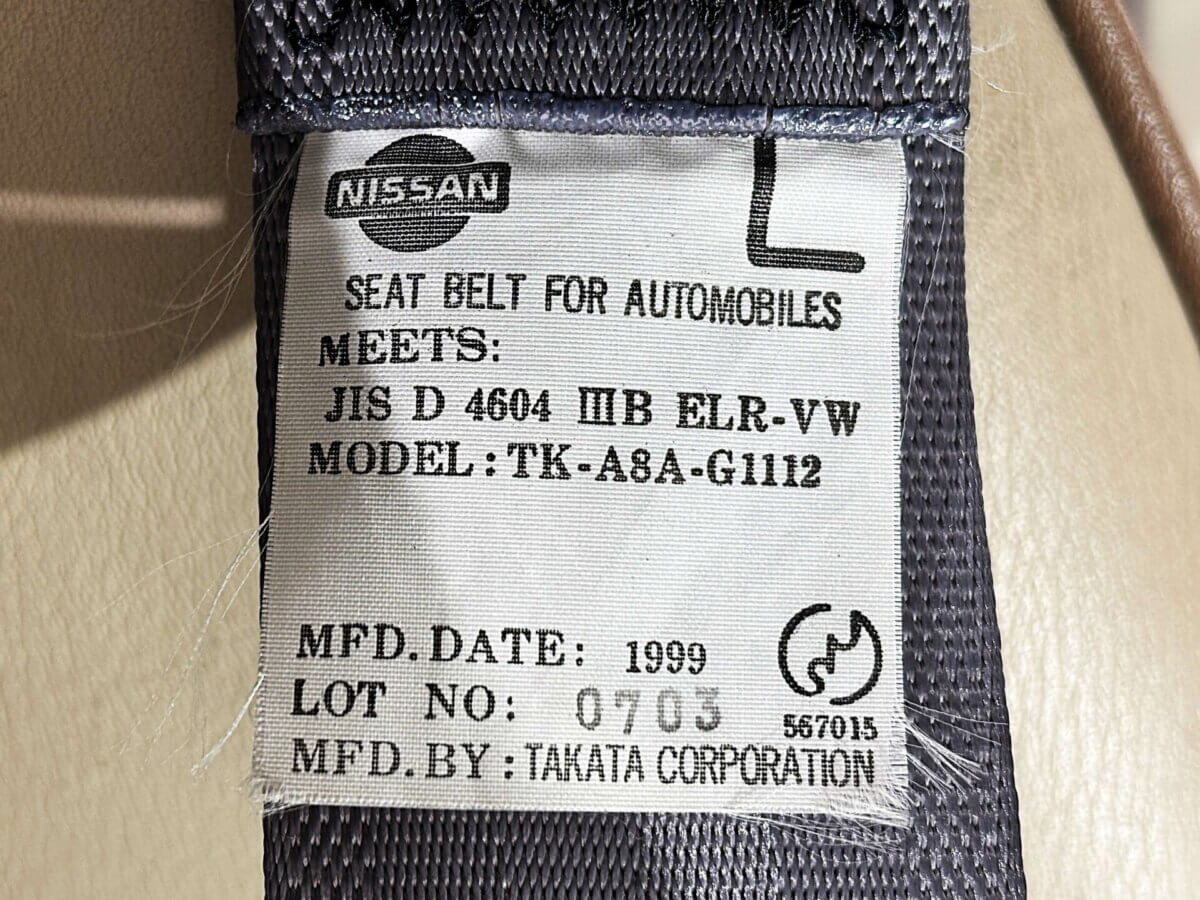 NISSAN
L
SEAT BELT FOR AUTOMOBILES
MEETS:
JIS D 4604 ⅢB ELR-VW
MODEL:TK-A8A-G1112
MFD.DATE: 1999
LOT NO: 0703
567015
MFD.BY:TAKATA CORPORATION